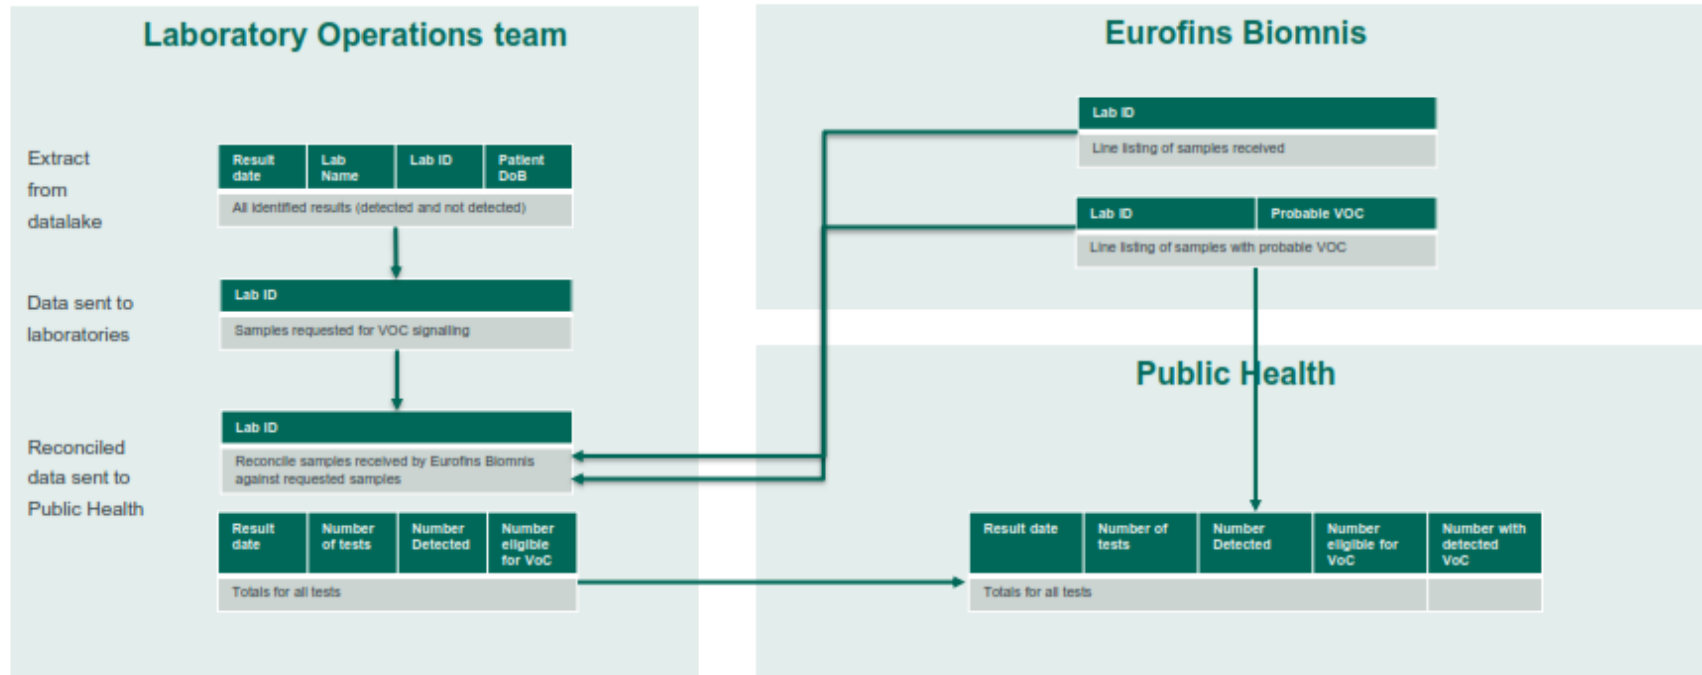 Laboratory Operations team
Extract
from
datalake
Result
date
Lab
Name
Lab ID
Patient
DoB
All identified results (detected and not detected)
Data sent to
laboratories
Lab ID
Samples requested for VOC signalling
Reconciled
data sent to
Public Health
Lab ID
Reconcile samples received by Eurofins Biomnis
against requested samples
Result
date
Number
of tests
Number
Detected
Number
eligible
for VoC
Totals for all tests
Eurofins Biomnis
Lab ID
Line listing of samples received
Lab ID
Probable VOC
Line listing of samples with probable VOC
Public Health
Result date
Number of
tests
Number
Detected
Number
eligible for
VoC
Number with
detected
VoC
Totals for all tests